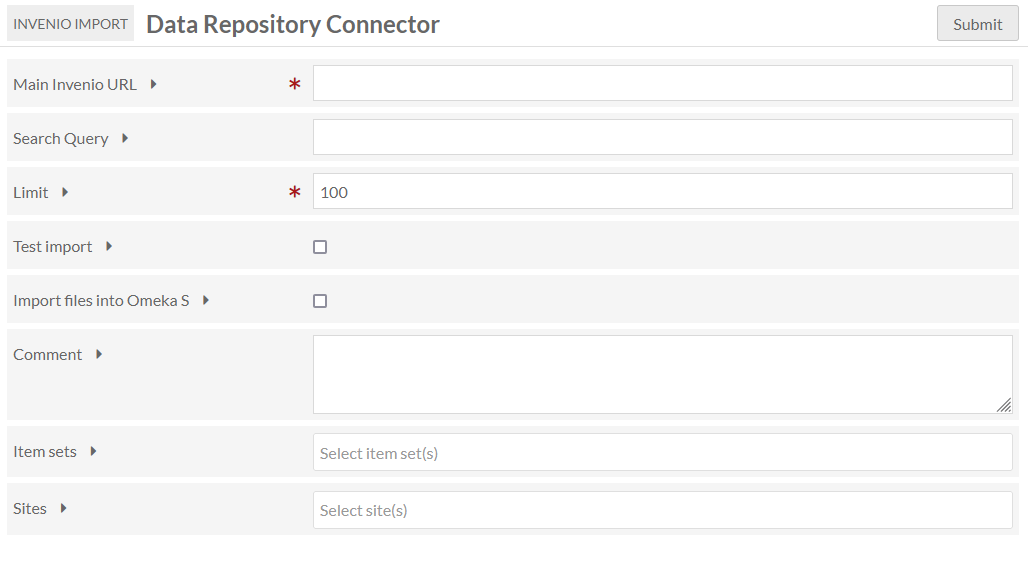 INVENIO IMPORT Data Repository Connector Submit
Main Invenio URL *
Search Query
Limit * 100
Test import
Import files into Omeka S
Comment
Item sets Select item set(s)
Sites Select site(s)